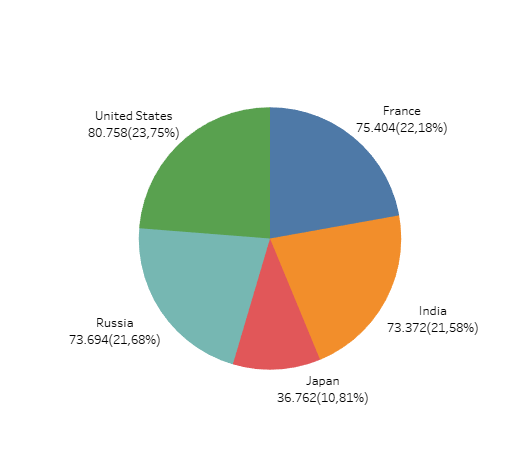 United States
80.758(23,75%)
France
75.404(22,18%)
India
73.372(21,58%)
Russia
73.694(21,68%)
Japan
36.762(10,81%)